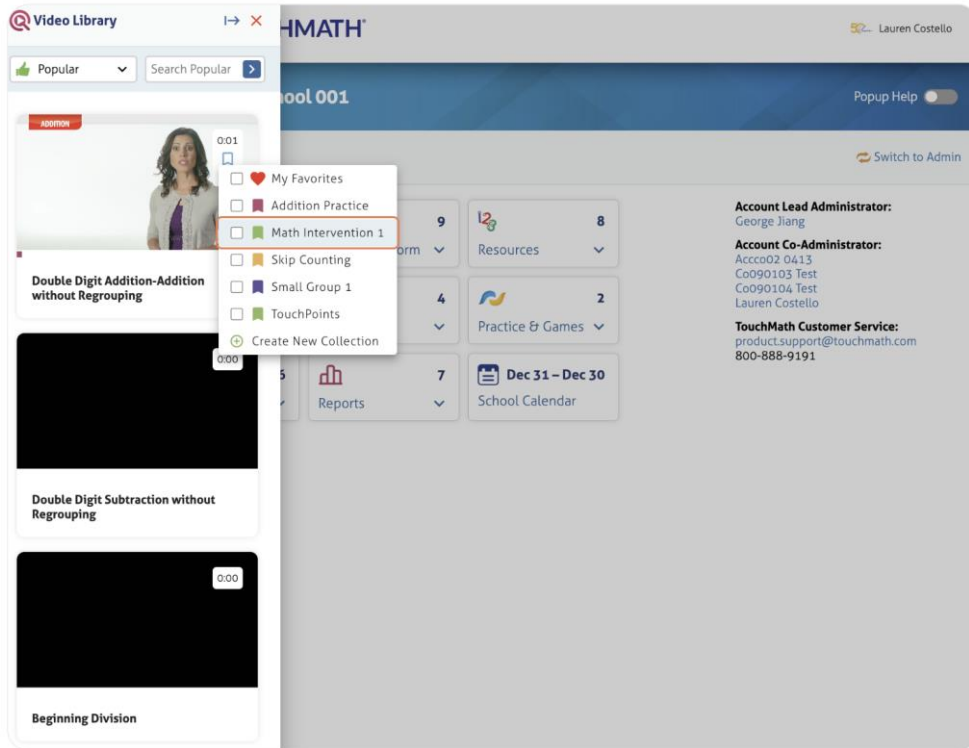 Video Library
Popular
Search Popular
ADDITION
0:01
My Favorites
Addition Practice
Math Intervention 1
Skip Counting
Small Group 1
TouchPoints
Create New Collection
Double Digit Addition-Addition
without Regrouping
0:00
Double Digit Subtraction without
Regrouping
0:00
Beginning Division
HMATH
Lauren Costello
ool 001
Popup Help
Switch to Admin
9
orm
8
Resources
4
2
Practice & Games
7
Reports
Dec 31 – Dec 30
School Calendar
Account Lead Administrator:
George Jiang
Account Co-Administrator:
Accco02 0413
Co090103 Test
Co090104 Test
Lauren Costello
TouchMath Customer Service:
product.support@touchmath.com
800-888-9191